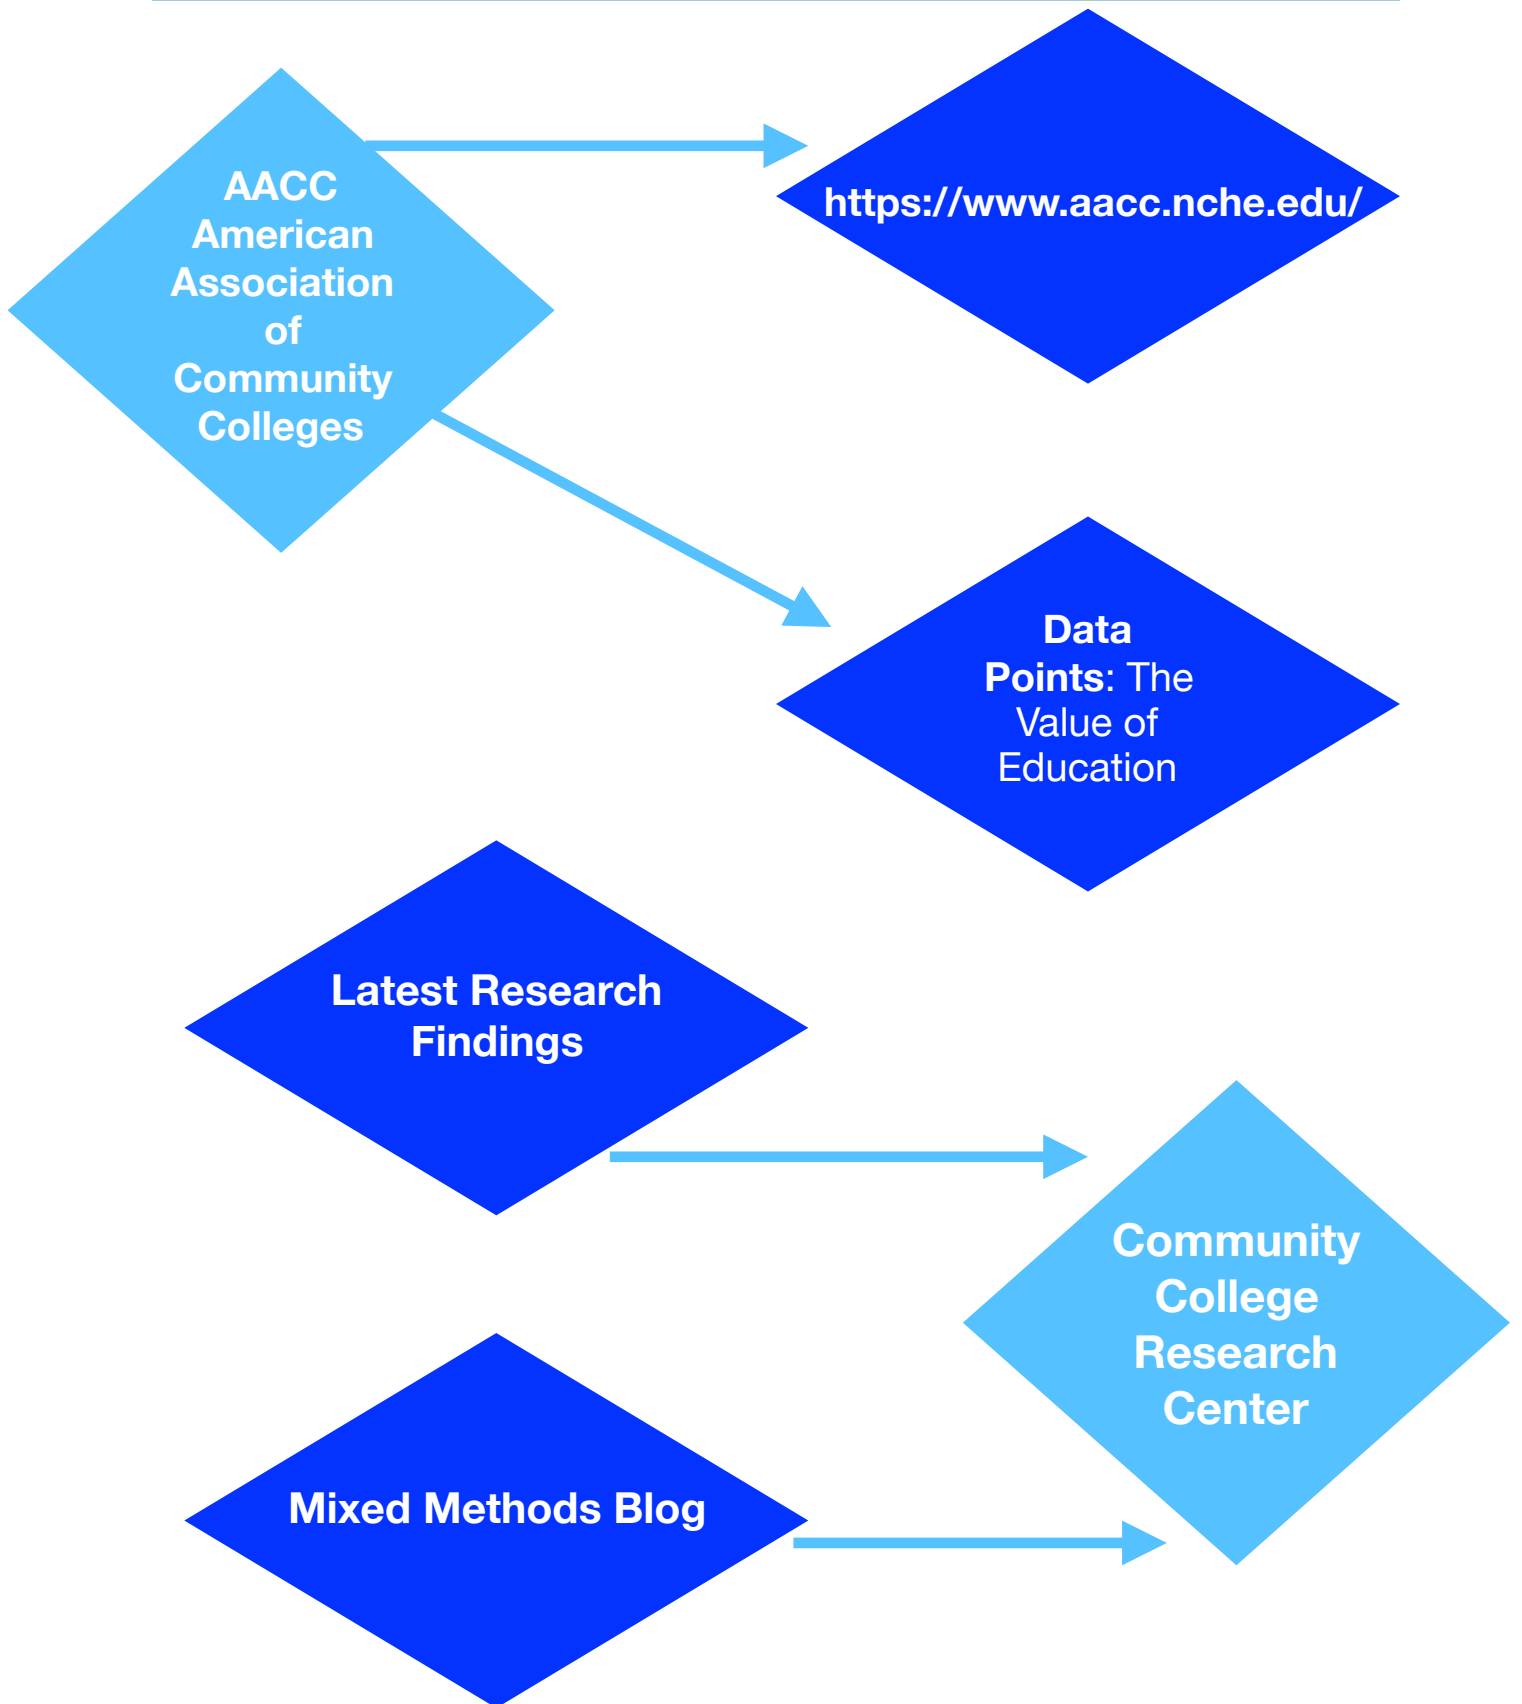 AACC
American
Association
of
Community
Colleges
https://www.aacc.nche.edu/
Data
Points: The
Value of
Education
Latest Research
Findings
Community
College
Research
Center
Mixed Methods Blog